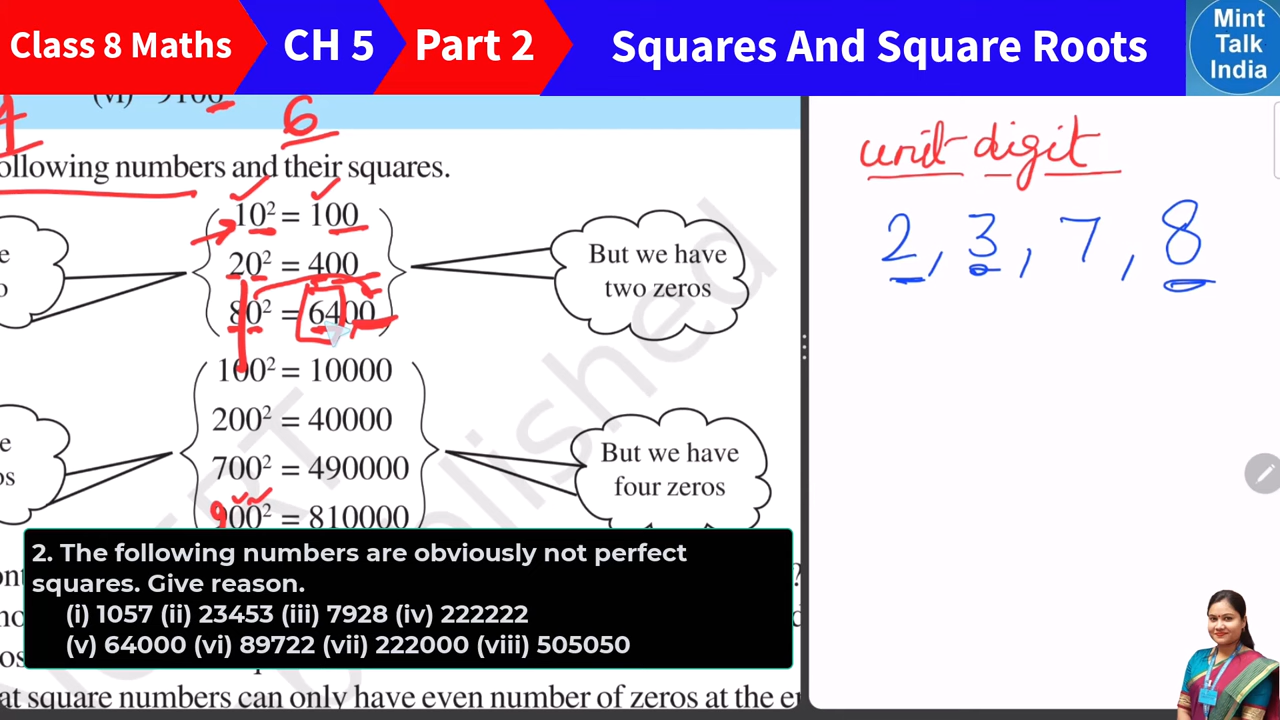 Class 8 Maths CH 5 Part 2 Squares And Square Roots
Mint
Talk
India
(vi) 9106
6
ollowing numbers and their squares.
10² = 100
20² = 400
80² = 6400
But we have
two zeros
100² = 10000
200² = 40000
700² = 490000
900² = 810000
But we have
four zeros
2. The following numbers are obviously not perfect
squares. Give reason.
(i) 1057 (ii) 23453 (iii) 7928 (iv) 222222
(v) 64000 (vi) 89722 (vii) 222000 (viii) 505050
at square numbers can only have even number of zeros at the e
unit digit
2, 3, 7, 8